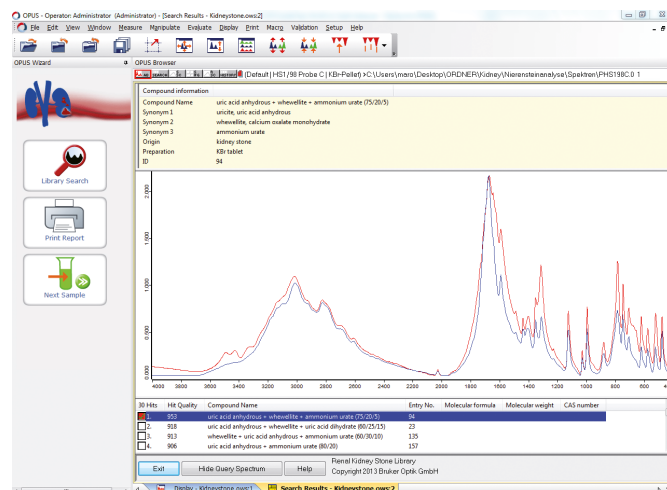 OPUS - Operator: Administrator (Administrator) - [Search Results - Kidneystone.ows:2]
File Edit View Window Measure Manipulate Evaluate Display Print Macro Validation Setup Help
OPUS Wizard
OPUS Browser
SEARCH HISTORY (Default | HS1/98 Probe C | KBr-Pellet) >C:\Users\maro\Desktop\ORDNER\Kidney\Nierensteinanalyse\Spektren\PHS198C.0 1
Compound information
Compound Name uric acid anhydrous + whewellite + ammonium urate (75/20/5)
Synonym 1 uricite, uric acid anhydrous
Synonym 2 whewellite, calcium oxalate monohydrate
Synonym 3 ammonium urate
Origin kidney stone
Preparation KBr tablet
ID 94
Library Search
Print Report
Next Sample
2.000
1.500
1.000
0.500
0.000
4000 3800 3600 3400 3200 3000 2800 2600 2400 2200 2000 1800 1600 1400 1200 1000 800 600
30 Hits Hit Quality Compound Name Entry No. Molecular formula Molecular weight CAS number
1. 953 uric acid anhydrous + whewellite + ammonium urate (75/20/5) 94
2. 918 uric acid anhydrous + whewellite + uric acid dihydrate (60/25/15) 23
3. 913 whewellite + uric acid anhydrous + ammonium urate (60/30/10) 135
4. 906 uric acid anhydrous + ammonium urate (80/20) 157
Exit Hide Query Spectrum Help
Renal Kidney Stone Library
Copyright 2013 Bruker Optik GmbH
Display - Kidneystone.ows:1 Search Results - Kidneystone.ows:2